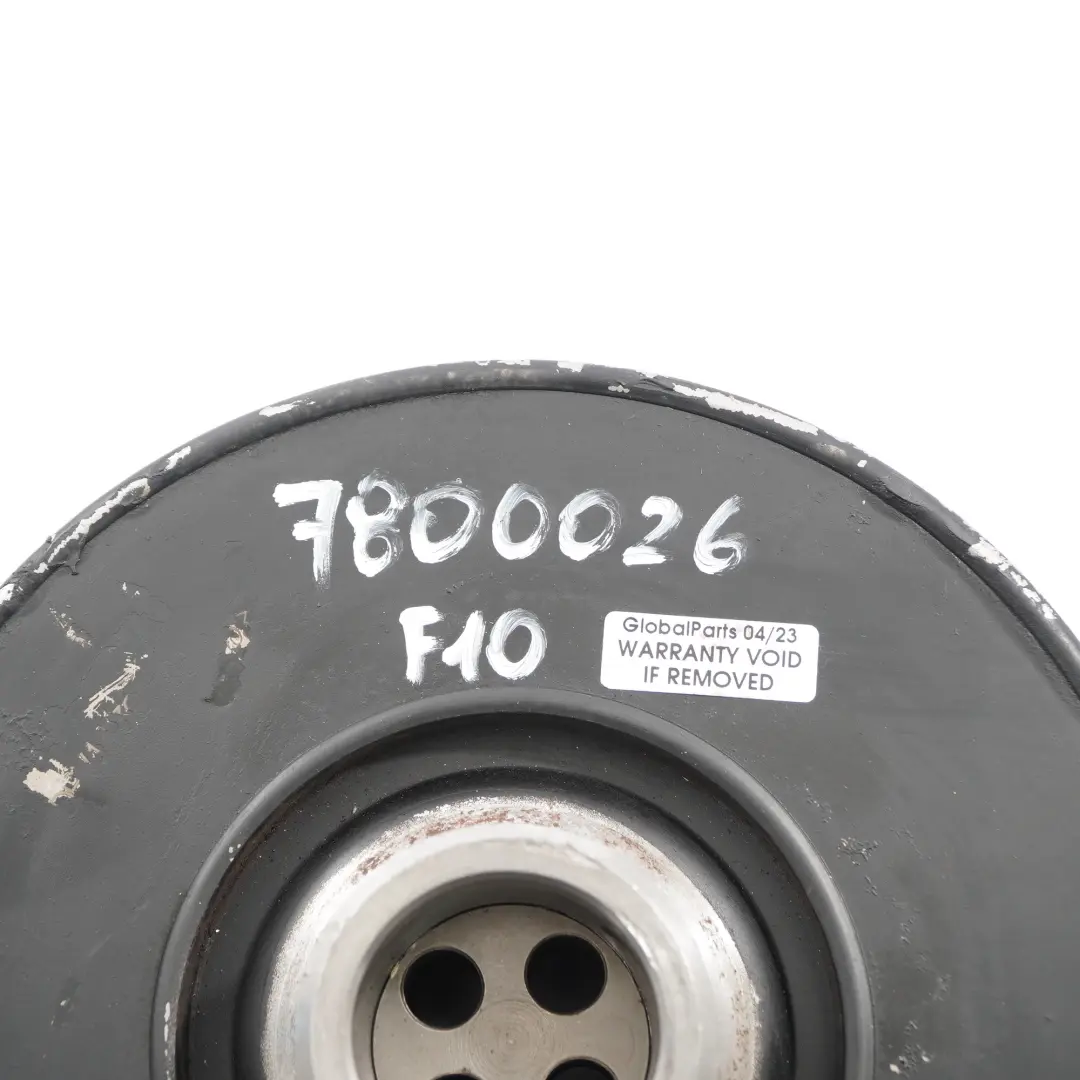 7800026
F10
GlobalParts 04/23
WARRANTY VOID
IF REMOVED